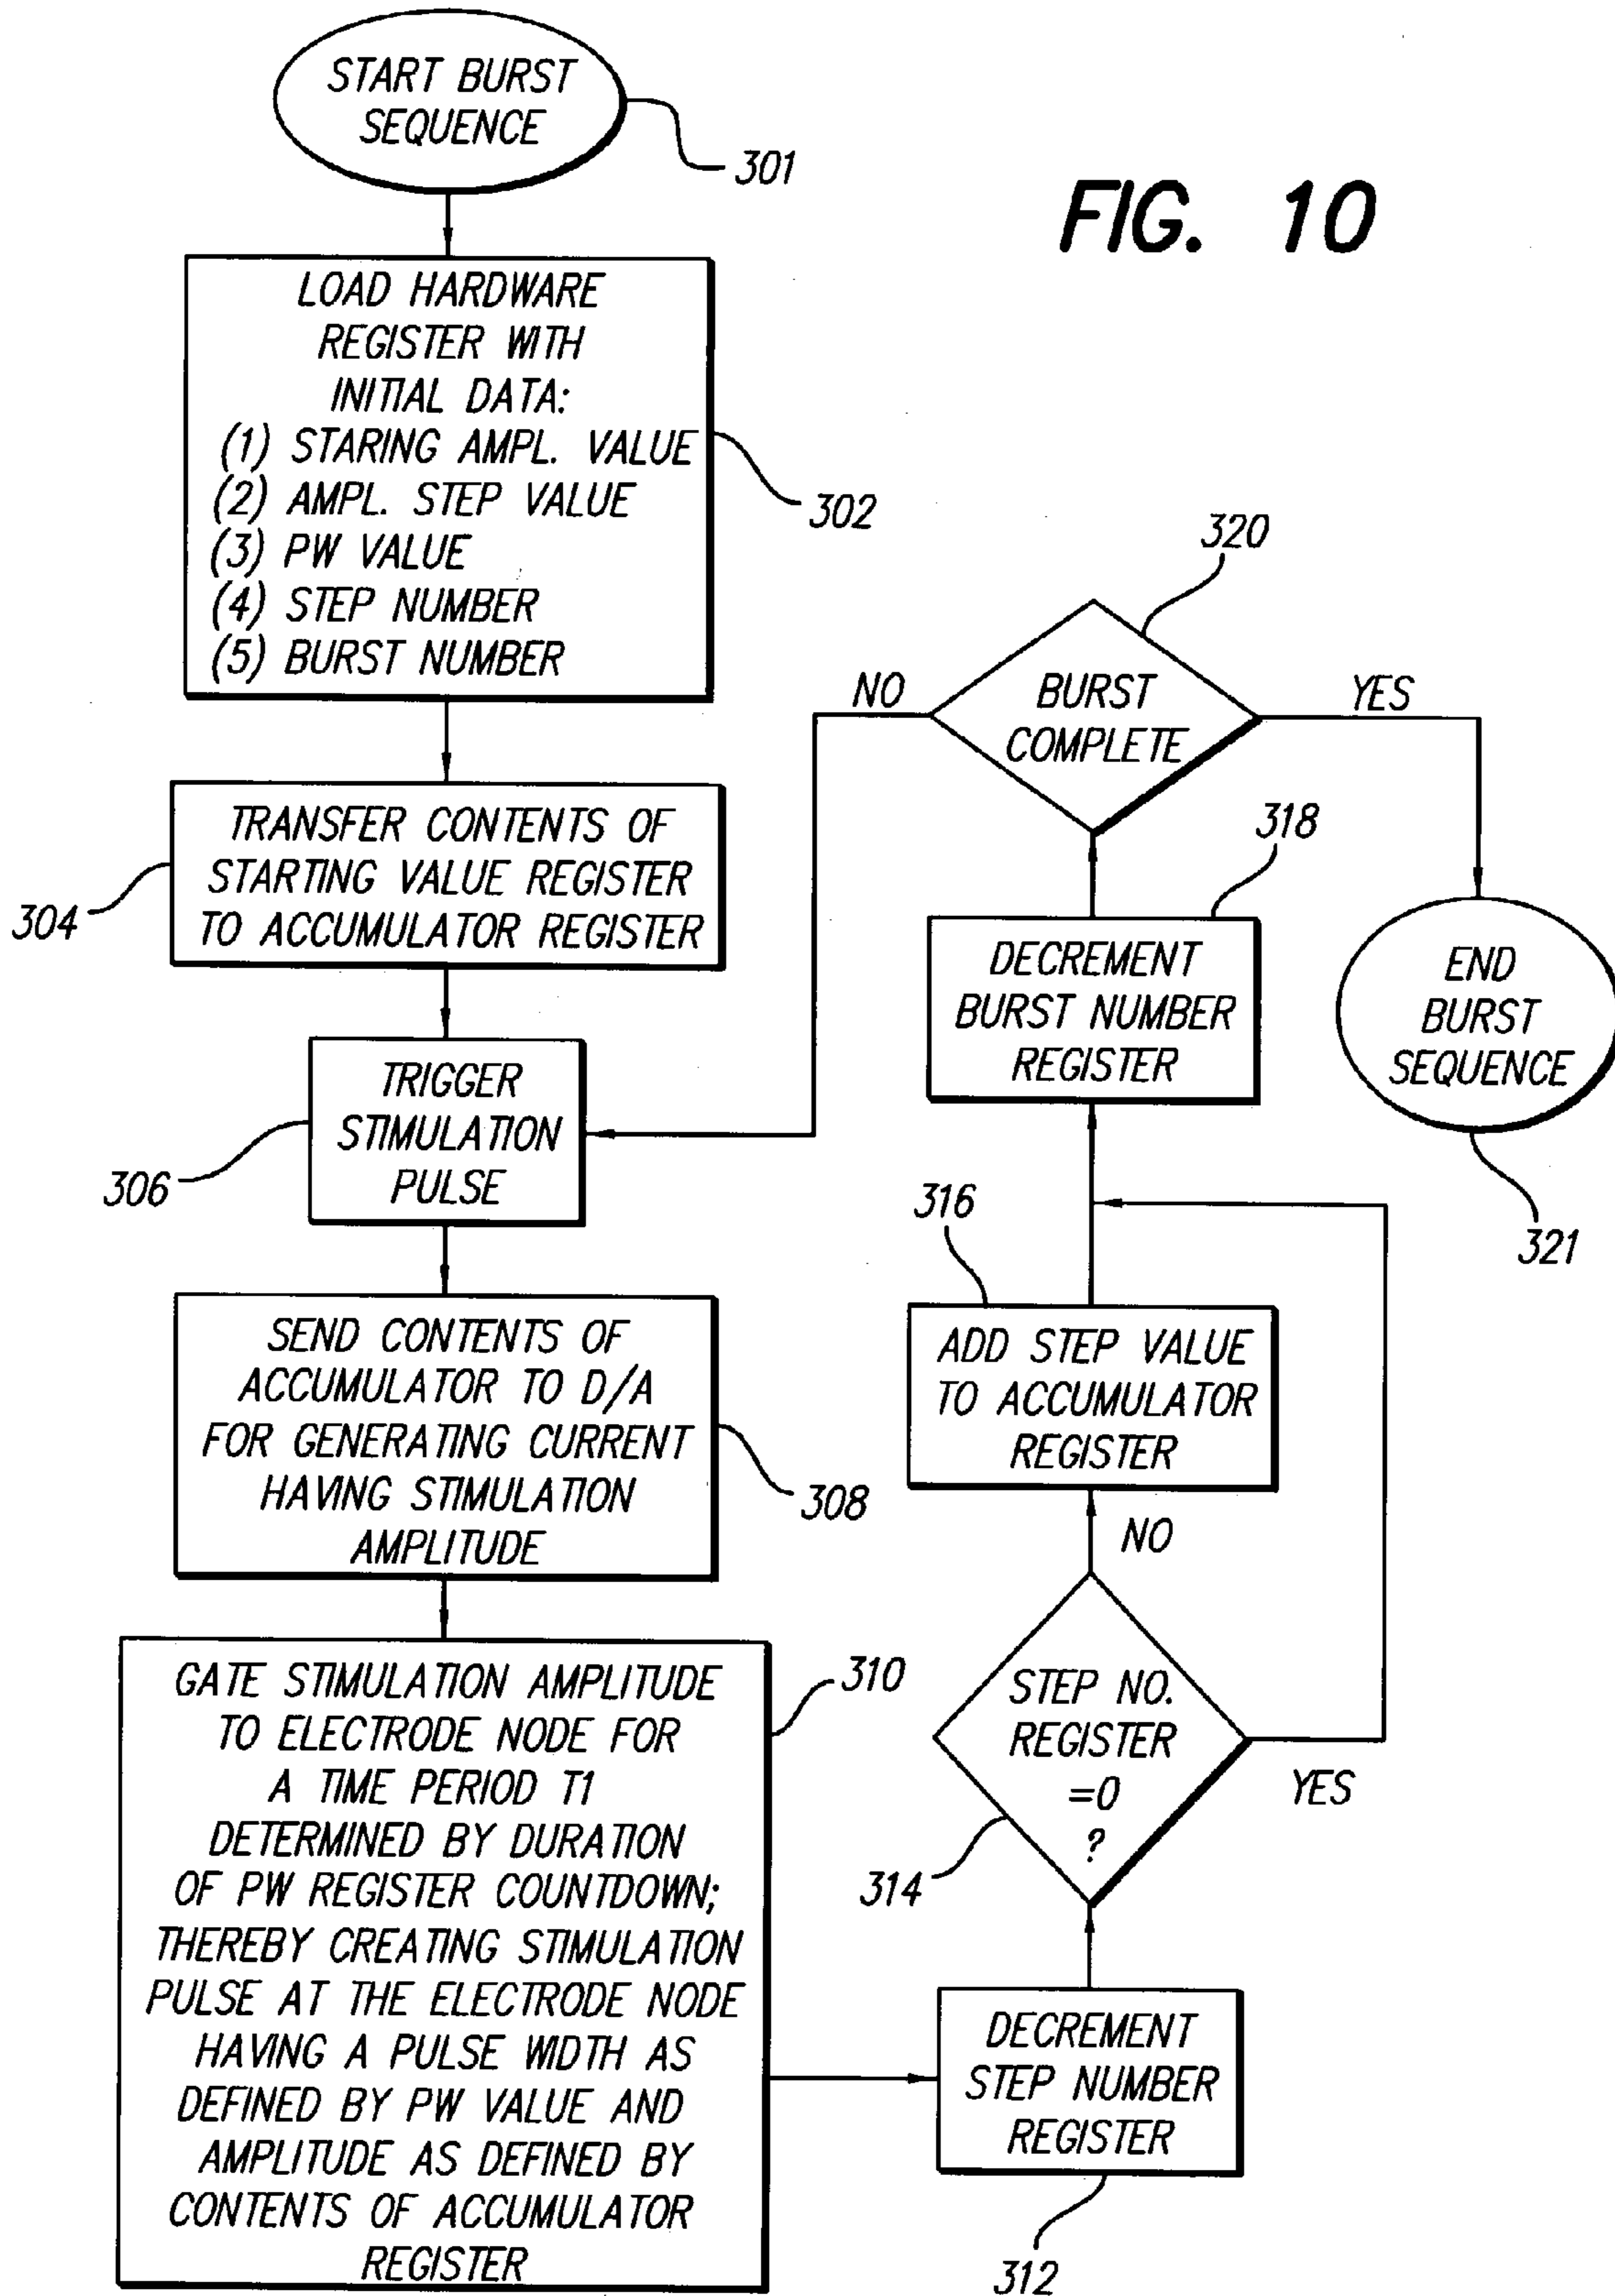 START BURST
SEQUENCE
301
FIG. 10
LOAD HARDWARE
REGISTER WITH
INITIAL DATA:
(1) STARING AMPL. VALUE
(2) AMPL. STEP VALUE
(3) PW VALUE
(4) STEP NUMBER
(5) BURST NUMBER
302
TRANSFER CONTENTS OF
STARTING VALUE REGISTER
TO ACCUMULATOR REGISTER
304
TRIGGER
STIMULATION
PULSE
306
SEND CONTENTS OF
ACCUMULATOR TO D/A
FOR GENERATING CURRENT
HAVING STIMULATION
AMPLITUDE
308
GATE STIMULATION AMPLITUDE
TO ELECTRODE NODE FOR
A TIME PERIOD T1
DETERMINED BY DURATION
OF PW REGISTER COUNTDOWN;
THEREBY CREATING STIMULATION
PULSE AT THE ELECTRODE NODE
HAVING A PULSE WIDTH AS
DEFINED BY PW VALUE AND
AMPLITUDE AS DEFINED BY
CONTENTS OF ACCUMULATOR
REGISTER
310
DECREMENT
STEP NUMBER
REGISTER
312
STEP NO.
REGISTER
=0
?
314
YES
NO
ADD STEP VALUE
TO ACCUMULATOR
REGISTER
316
DECREMENT
BURST NUMBER
REGISTER
318
BURST
COMPLETE
320
NO
YES
END
BURST
SEQUENCE
321